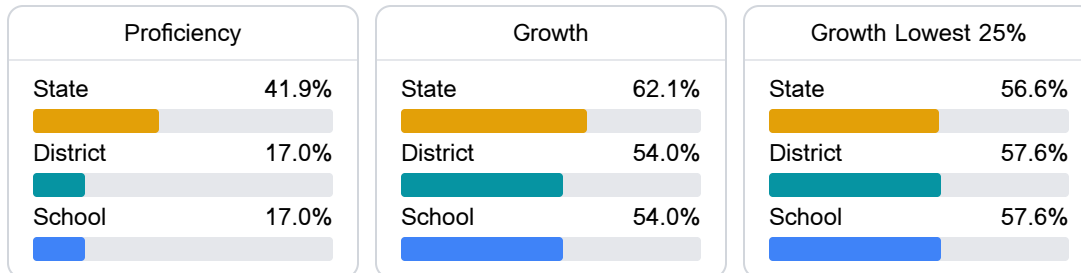 Proficiency
State 41.9%
District 17.0%
School 17.0%
Growth
State 62.1%
District 54.0%
School 54.0%
Growth Lowest 25%
State 56.6%
District 57.6%
School 57.6%